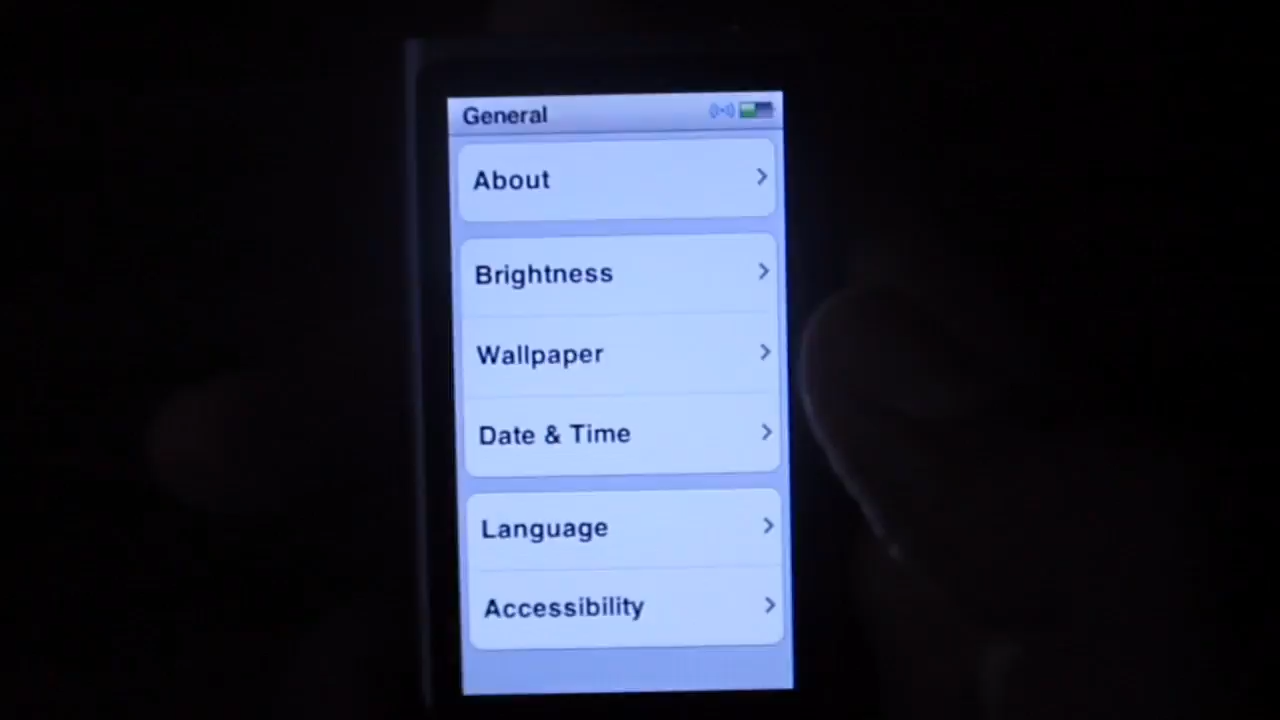 General
About
Brightness
Wallpaper
Date & Time
Language
Accessibility